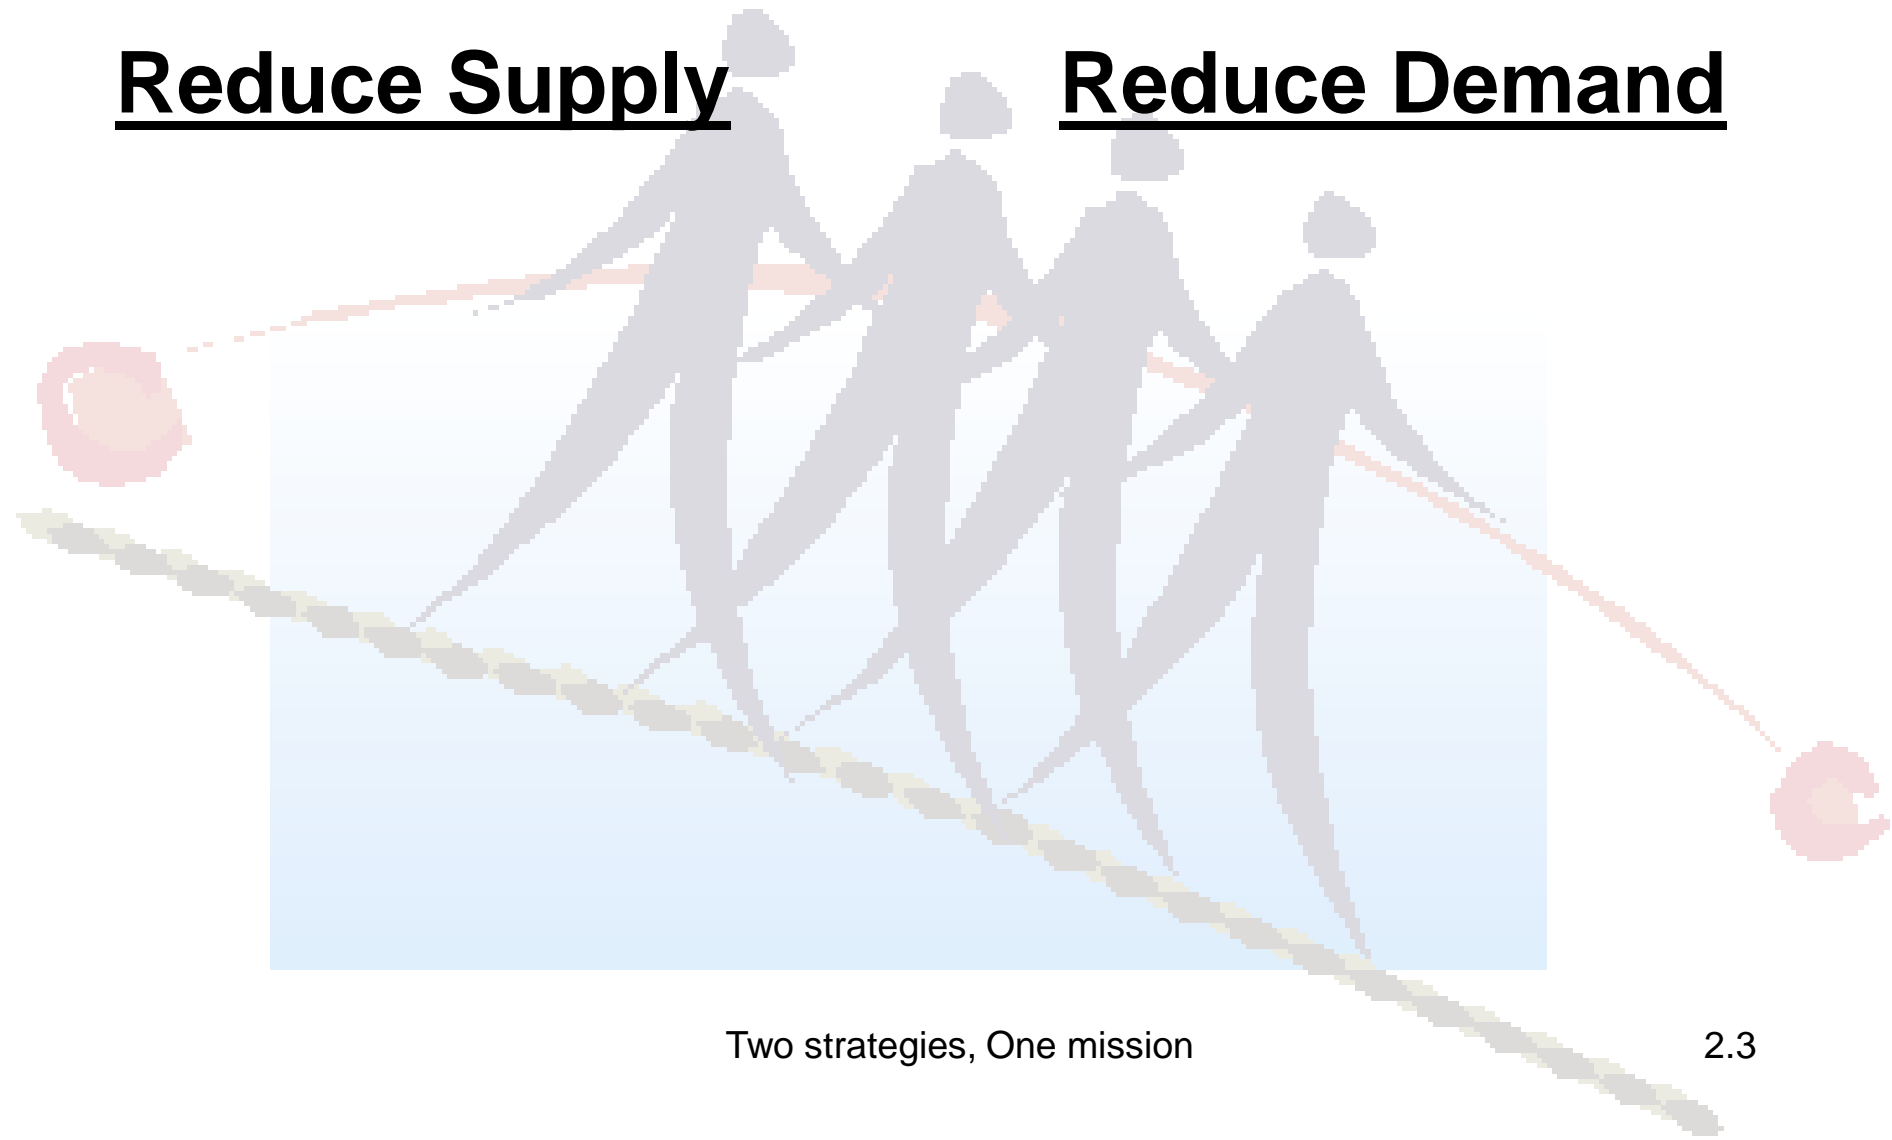 Reduce Supply Reduce Demand
Two strategies, One mission 2.3